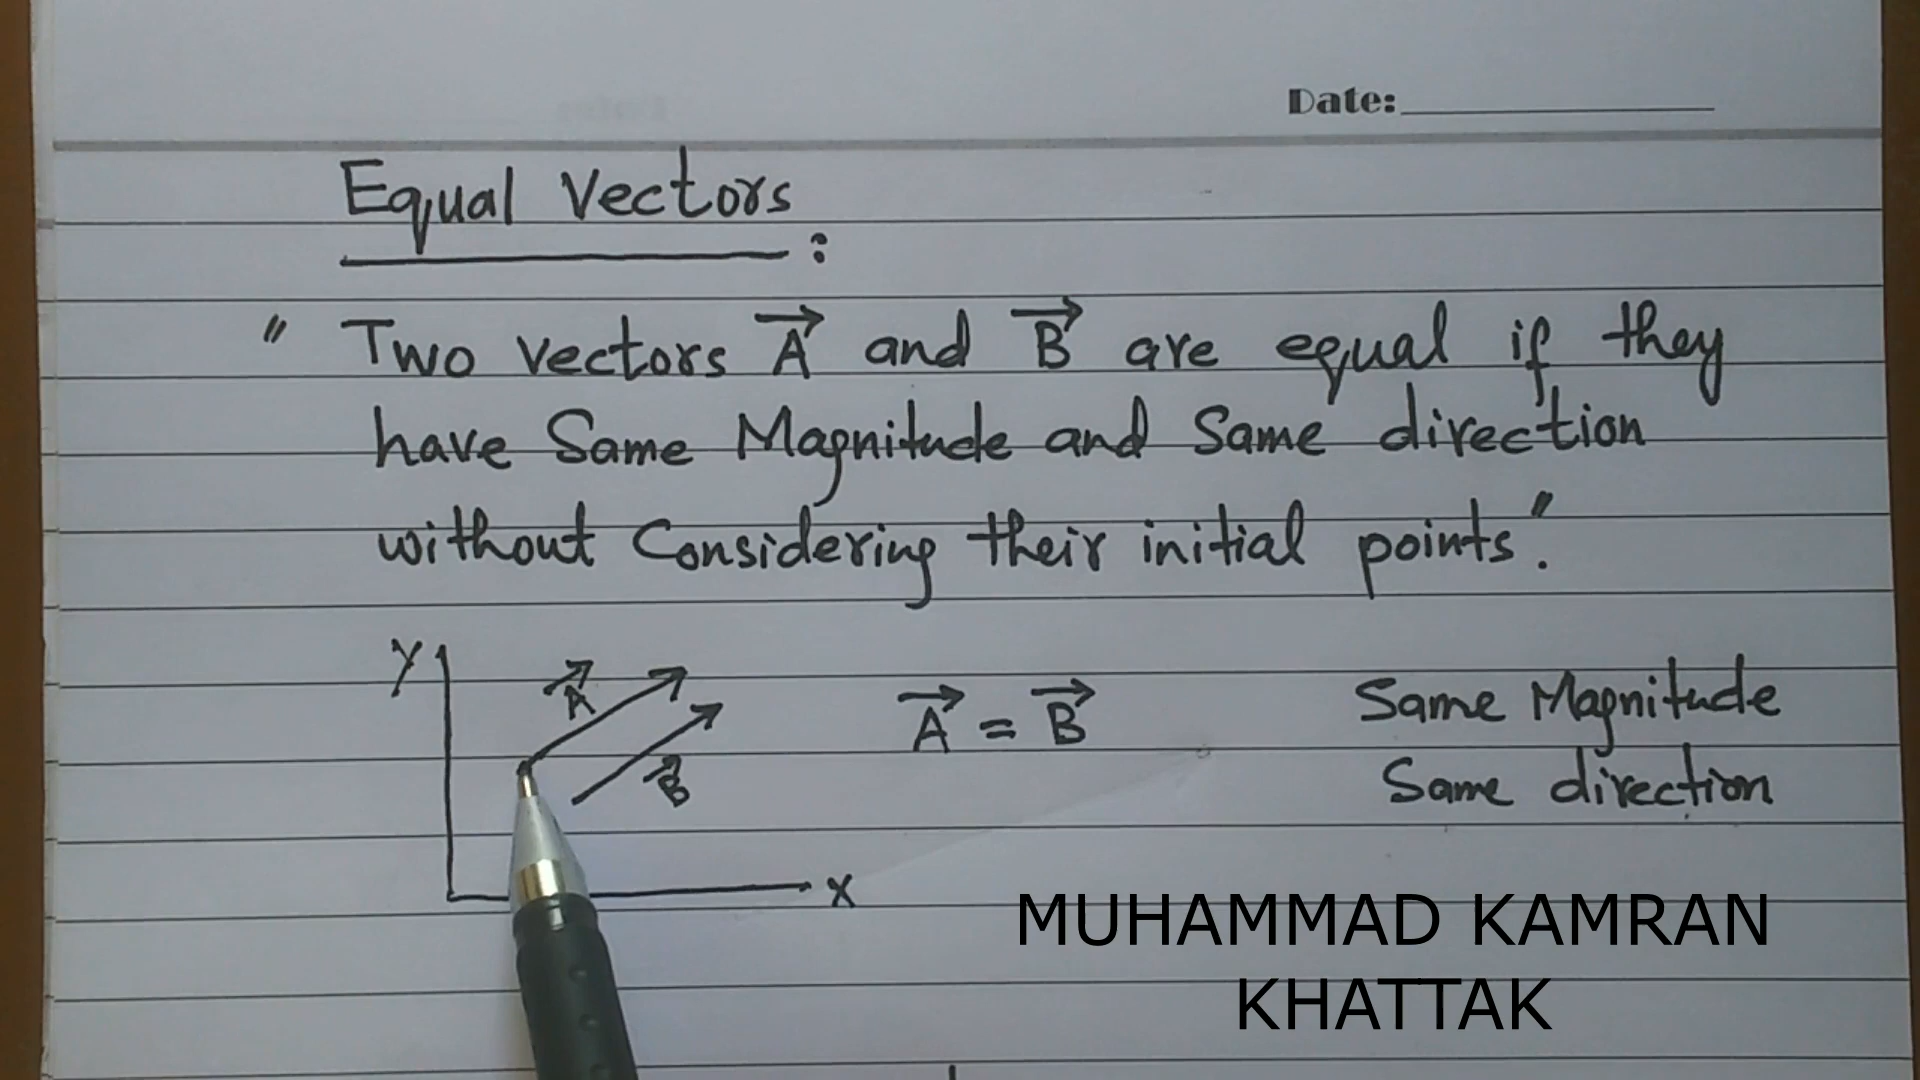 Date:
Equal Vectors :
" Two vectors A and B are equal if they
have Same Magnitude and Same direction
without Considering their initial points".
Y
A
B
X
A = B
Same Magnitude
Same direction
MUHAMMAD KAMRAN
KHATTAK